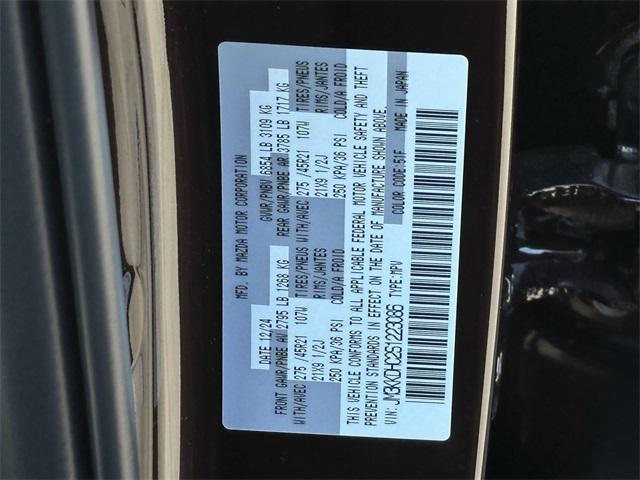 MFD. BY MAZDA MOTOR CORPORATION
DATE 12/24 GVWR/PNBV 6854 LB 3109 KG
FRONT GAWR/PNBE AV 2795 LB 1268 KG REAR GAWR/PNBE AR 3785 LB 1717 KG
WITH/AVEC 275 /45R21 107W TIRES/PNEUS WITH/AVEC 275 /45R21 107W TIRES/PNEUS
21X9 1/2J RIMS/JANTES 21X9 1/2J RIMS/JANTES
250 KPA/36 PSI COLD/A FROID 250 KPA/36 PSI COLD/A FROID
THIS VEHICLE CONFORMS TO ALL APPLICABLE FEDERAL MOTOR VEHICLE SAFETY AND THEFT
PREVENTION STANDARDS IN EFFECT ON THE DATE OF MANUFACTURE SHOWN ABOVE.
VIN: JM3KKDHC2S1223086 TYPE:MPV COLOR CODE:51F MADE IN JAPAN